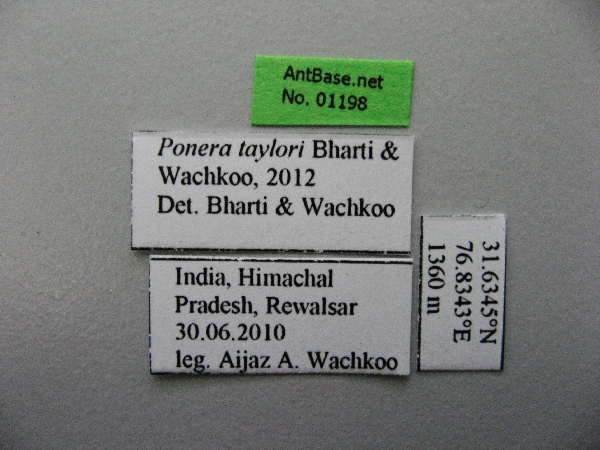 AntBase.net
No. 01198
Ponera taylori Bharti &
Wachkoo, 2012
Det. Bharti & Wachkoo
India, Himachal
Pradesh, Rewalsar
30.06.2010
leg. Aijaz A. Wachkoo
31.6345°N
76.8343°E
1360 m